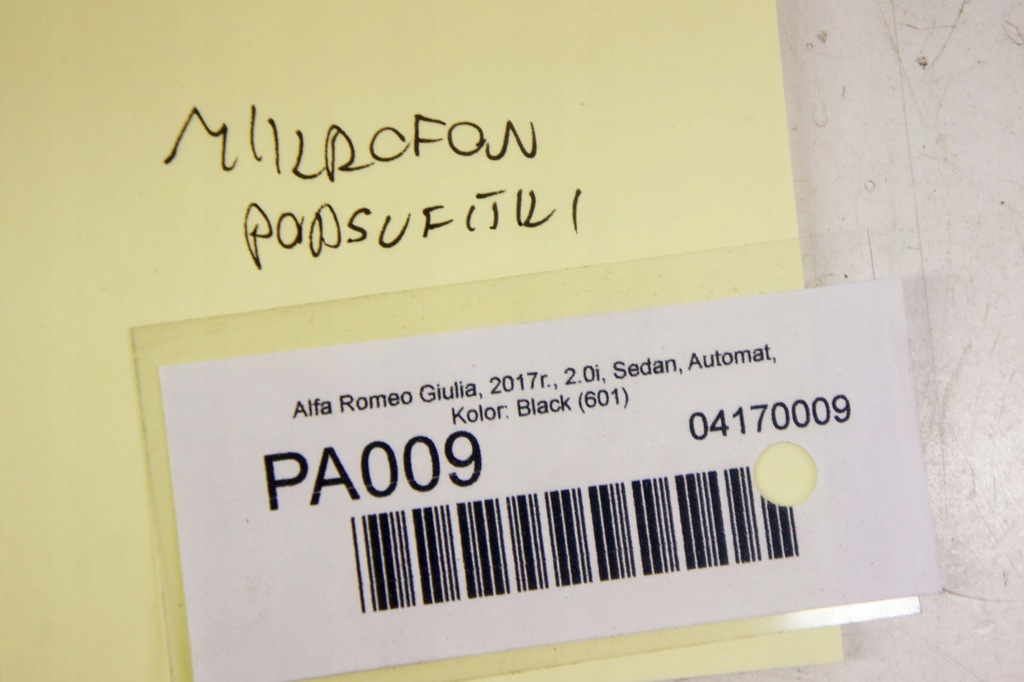 MIKROFON
PODSUFITKI
Alfa Romeo Giulia, 2017r., 2.0i, Sedan, Automat,
Kolor: Black (601)
04170009
PA009